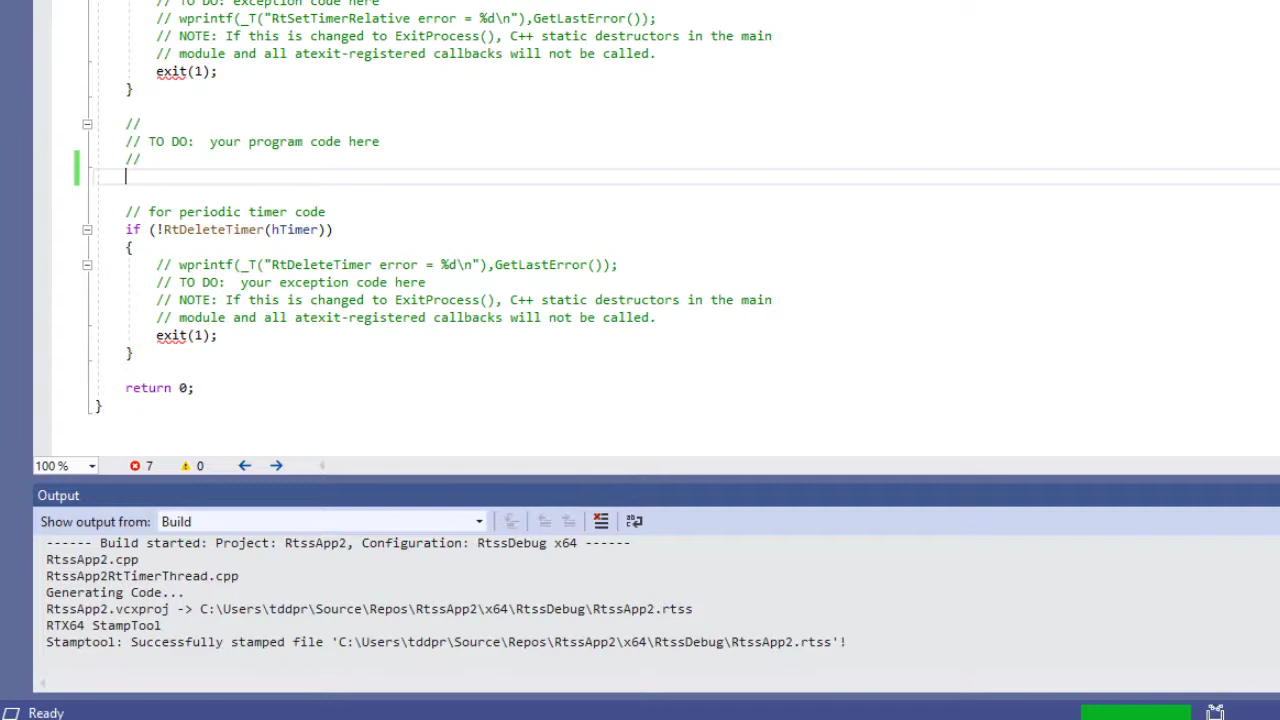 // TO DO: exception code here
// wprintf(_T("RtSetTimerRelative error = %d\n"),GetLastError());
// NOTE: If this is changed to ExitProcess(), C++ static destructors in the main
// module and all atexit-registered callbacks will not be called.
exit(1);
}
//
// TO DO:  your program code here
//
// for periodic timer code
if (!RtDeleteTimer(hTimer))
{
// wprintf(_T("RtDeleteTimer error = %d\n"),GetLastError());
// TO DO:  your exception code here
// NOTE: If this is changed to ExitProcess(), C++ static destructors in the main
// module and all atexit-registered callbacks will not be called.
exit(1);
}
return 0;
}
100 % 7 0
Output
Show output from: Build
------ Build started: Project: RtssApp2, Configuration: RtssDebug x64 ------
RtssApp2.cpp
RtssApp2RtTimerThread.cpp
Generating Code...
RtssApp2.vcxproj -> C:\Users\tddpr\Source\Repos\RtssApp2\x64\RtssDebug\RtssApp2.rtss
RTX64 StampTool
Stamptool: Successfully stamped file 'C:\Users\tddpr\Source\Repos\RtssApp2\x64\RtssDebug\RtssApp2.rtss'!
Ready